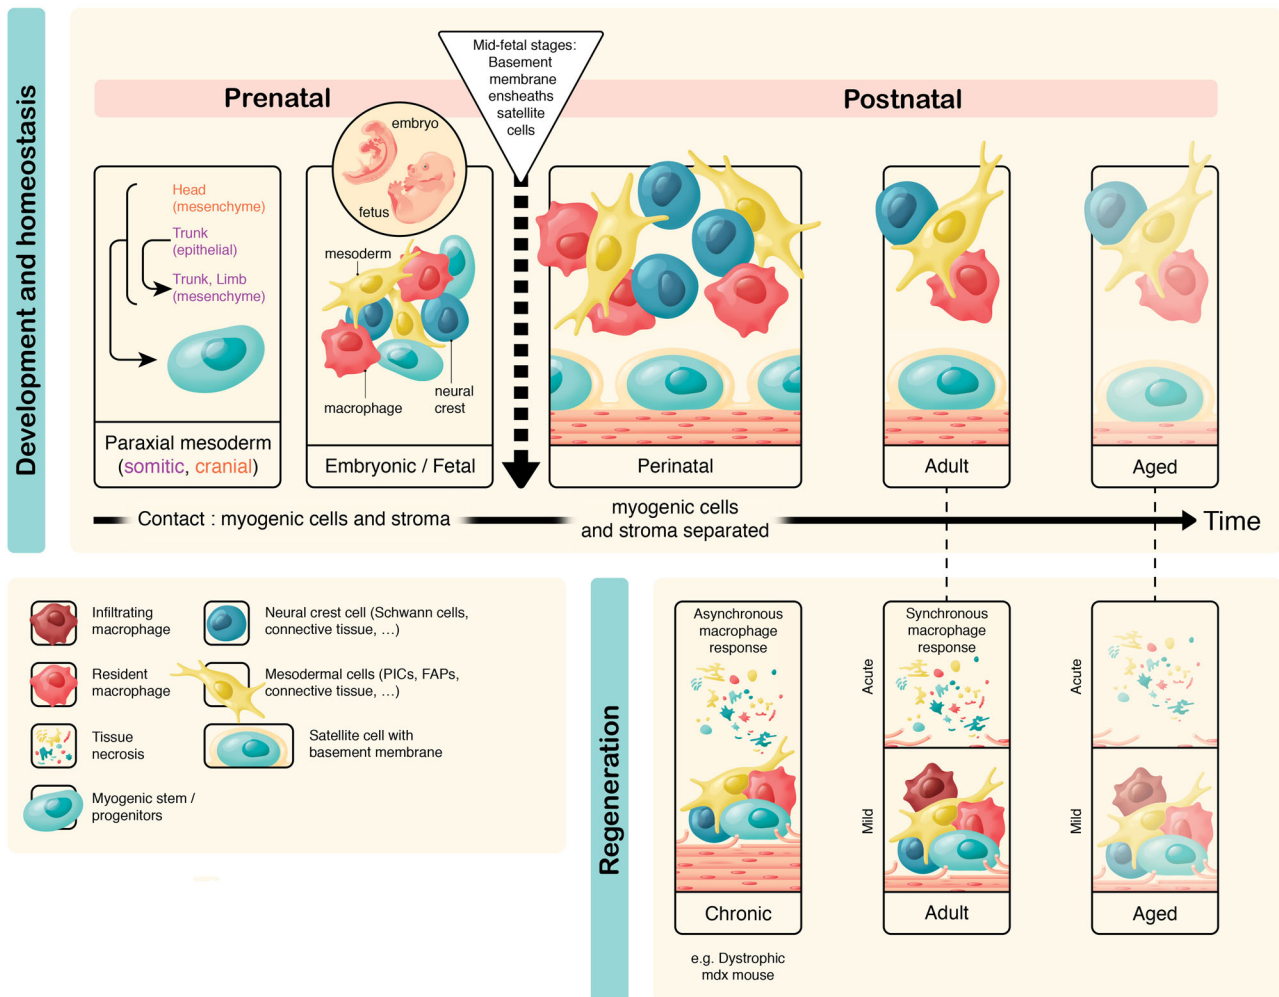 Development and homeostasis
Prenatal
Mid-fetal stages:
Basement
membrane
ensheaths
satellite
cells
Postnatal
Head
(mesenchyme)
Trunk
(epithelial)
Trunk, Limb
(mesenchyme)
Paraxial mesoderm
(somitic, cranial)
embryo
fetus
mesoderm
macrophage
neural
crest
Embryonic / Fetal
Perinatal
Adult
Aged
Contact : myogenic cells and stroma
myogenic cells
and stroma separated
Time
Infiltrating
macrophage
Resident
macrophage
Tissue
necrosis
Myogenic stem /
progenitors
Neural crest cell (Schwann cells,
connective tissue, ...)
Mesodermal cells (PICs, FAPs,
connective tissue, ...)
Satellite cell with
basement membrane
Regeneration
Asynchronous
macrophage
response
Chronic
e.g. Dystrophic
mdx mouse
Acute
Mild
Synchronous
macrophage
response
Adult
Acute
Mild
Aged